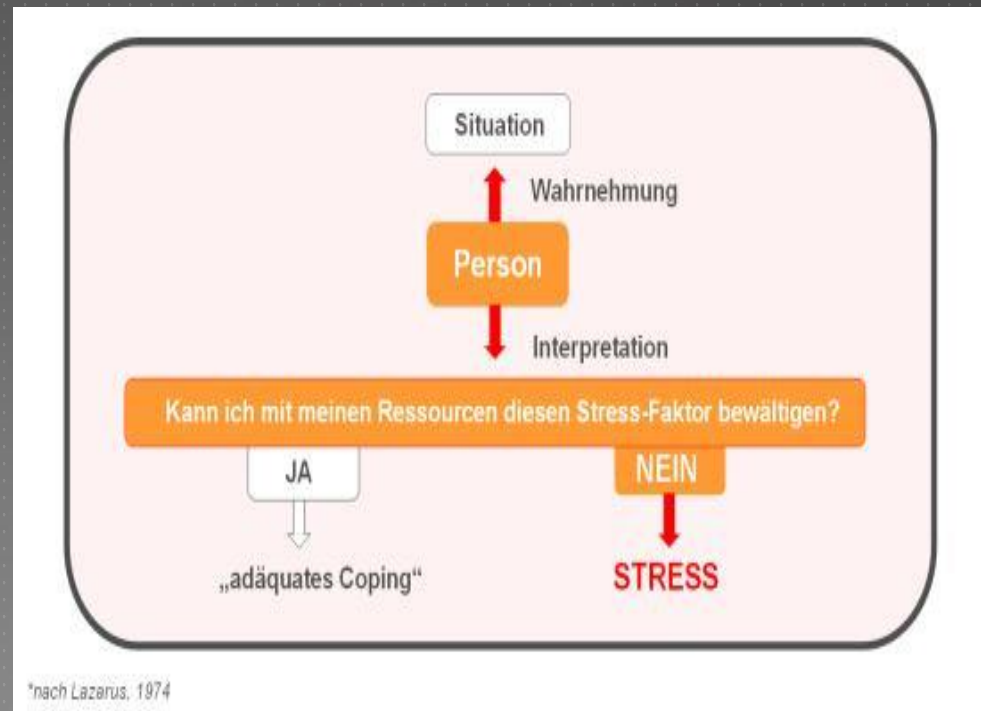 Situation
Wahrnehmung
Person
Interpretation
Kann ich mit meinen Ressourcen diesen Stress-Faktor bewältigen?
JA
NEIN
„adäquates Coping“
STRESS
*nach Lazarus, 1974